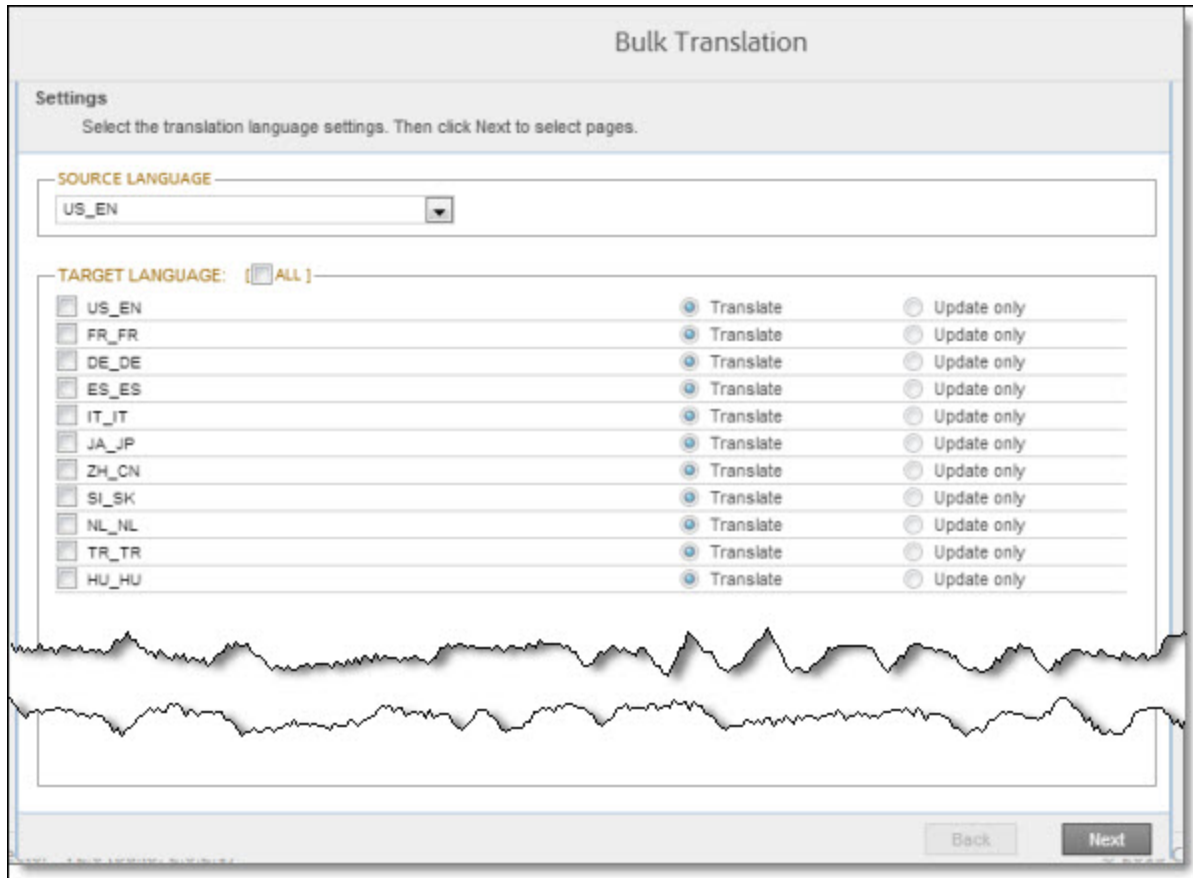 Bulk Translation
Settings
Select the translation language settings. Then click Next to select pages.
SOURCE LANGUAGE
US_EN
TARGET LANGUAGE: [ ALL ]
US_EN Translate Update only
FR_FR Translate Update only
DE_DE Translate Update only
ES_ES Translate Update only
IT_IT Translate Update only
JA_JP Translate Update only
ZH_CN Translate Update only
SI_SK Translate Update only
NL_NL Translate Update only
TR_TR Translate Update only
HU_HU Translate Update only
Back Next